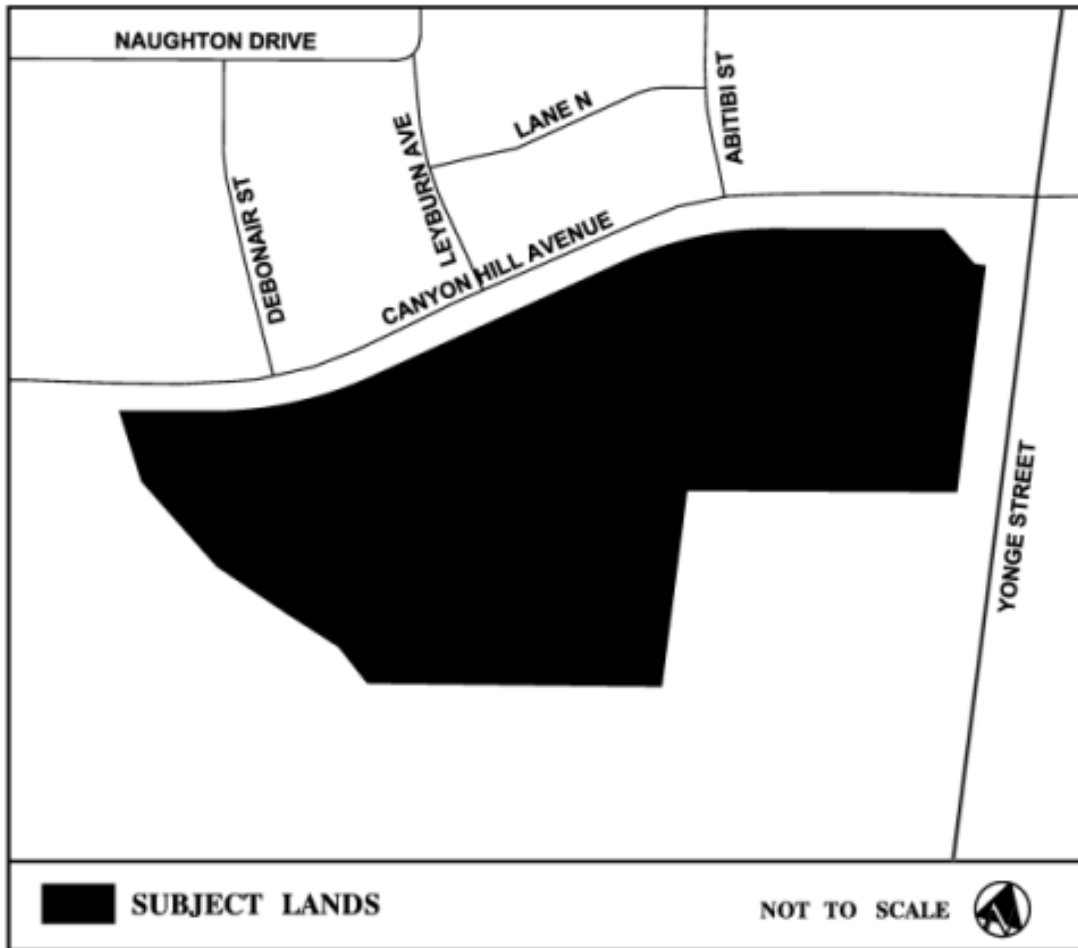 NAUGHTON DRIVE
LANE N
ABITIBI ST
LEYBURN AVE
DEBONAIR ST
CANYON HILL AVENUE
YONGE STREET
SUBJECT LANDS
NOT TO SCALE